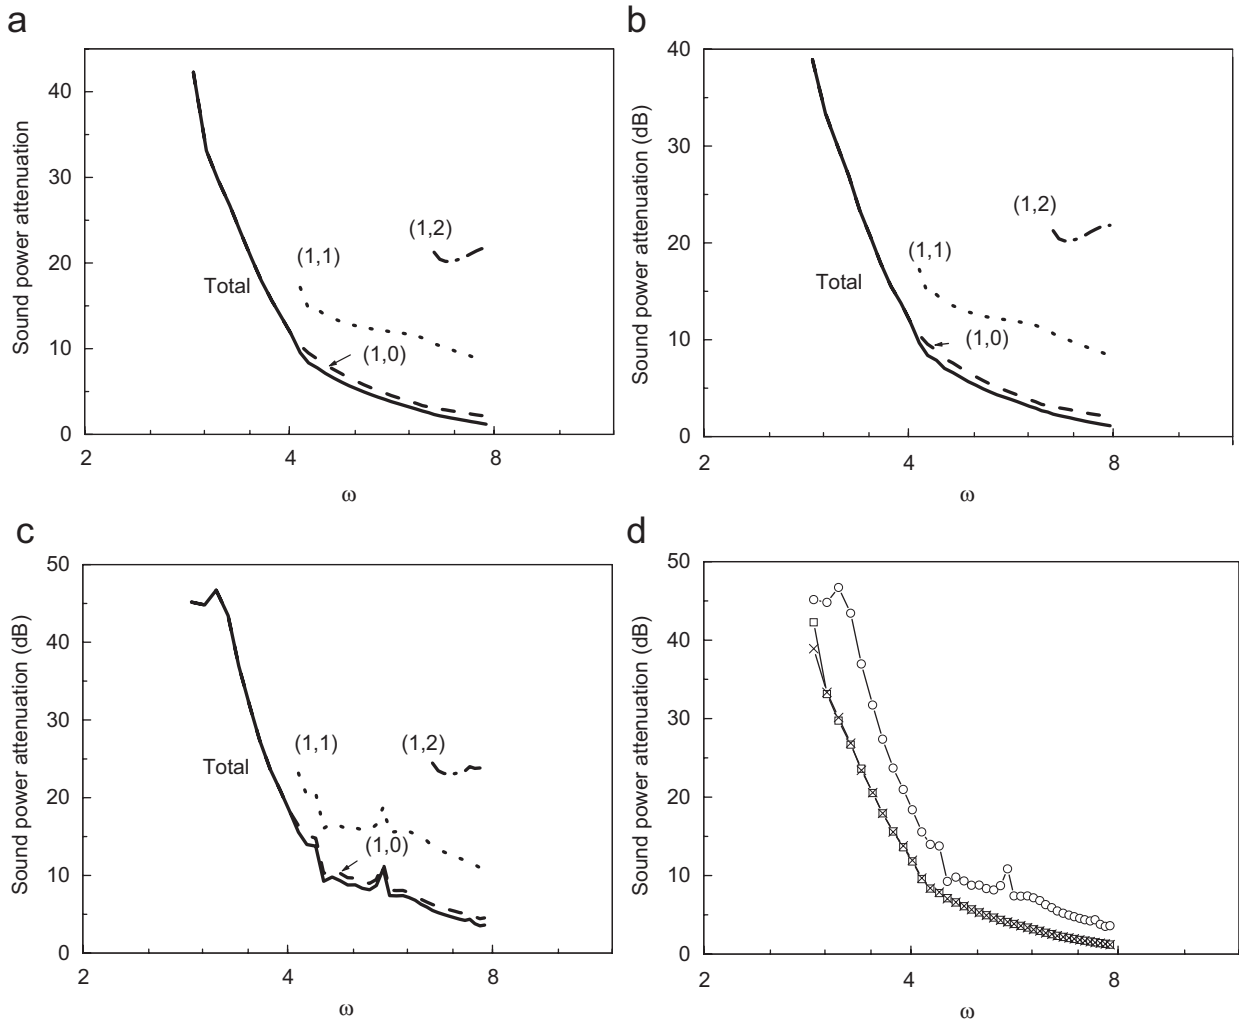 a
Sound power attenuation
40
30
20
10
0
(1,2)
(1,1)
Total
(1,0)
2
4
8
ω
b
Sound power attenuation (dB)
40
30
20
10
0
(1,2)
(1,1)
Total
(1,0)
2
4
8
ω
c
Sound power attenuation (dB)
50
40
30
20
10
0
(1,1)
(1,2)
Total
(1,0)
2
4
8
ω
d
Sound power attenuation (dB)
50
40
30
20
10
0
2
4
8
ω